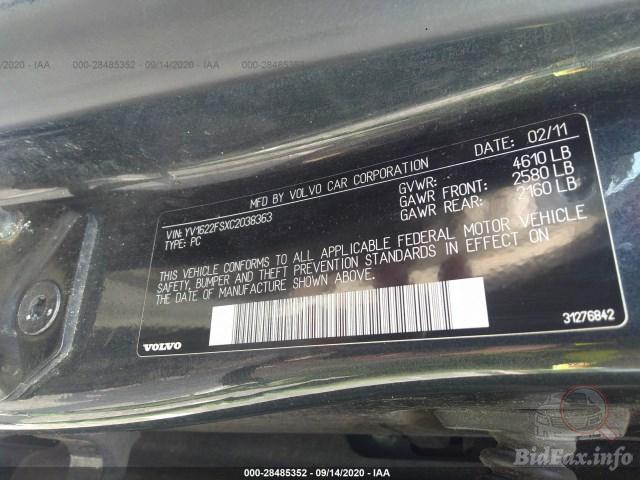 9/14/2020 - IAA 000-28485352 - 09/14/2020 - IAA 000-28485352 - 09/14/2020 - IAA
MFD BY VOLVO CAR CORPORATION DATE: 02/11
VIN: YV1622FSXC2038363 GVWR: 4610 LB
TYPE: PC GAWR FRONT: 2580 LB
GAWR REAR: 2160 LB
THIS VEHICLE CONFORMS TO ALL APPLICABLE FEDERAL MOTOR VEHICLE
SAFETY, BUMPER AND THEFT PREVENTION STANDARDS IN EFFECT ON
THE DATE OF MANUFACTURE SHOWN ABOVE.
VOLVO 31276842
BidFax.info
000-28485352 - 09/14/2020 - IAA